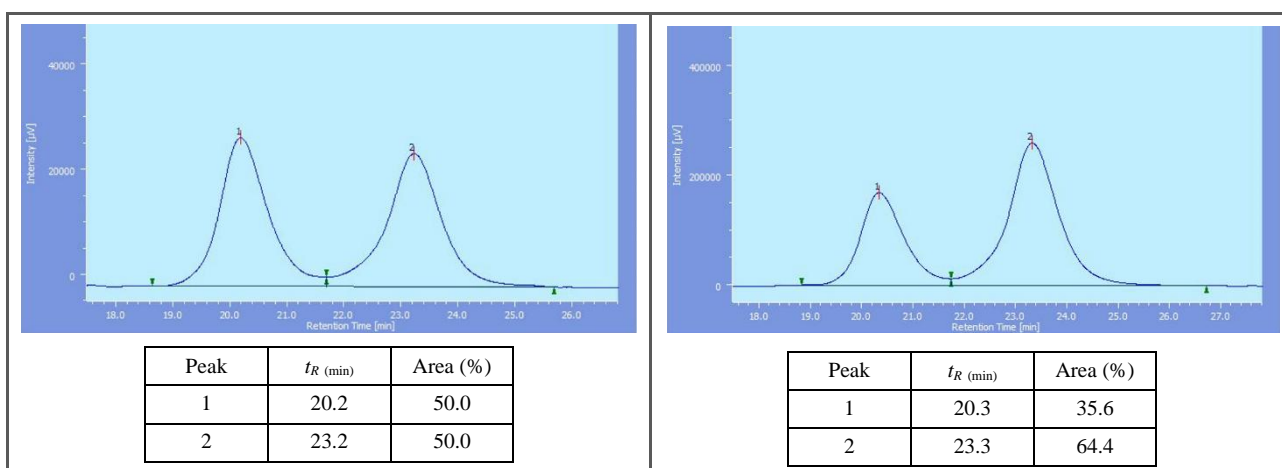 40000
20000
0
Intensity [µV]
1
2
18.0 19.0 20.0 21.0 22.0 23.0 24.0 25.0 26.0
Retention Time [min]
Peak tR (min) Area (%)
1 20.2 50.0
2 23.2 50.0
400000
200000
0
Intensity [µV]
1
2
18.0 19.0 20.0 21.0 22.0 23.0 24.0 25.0 26.0 27.0
Retention Time [min]
Peak tR (min) Area (%)
1 20.3 35.6
2 23.3 64.4